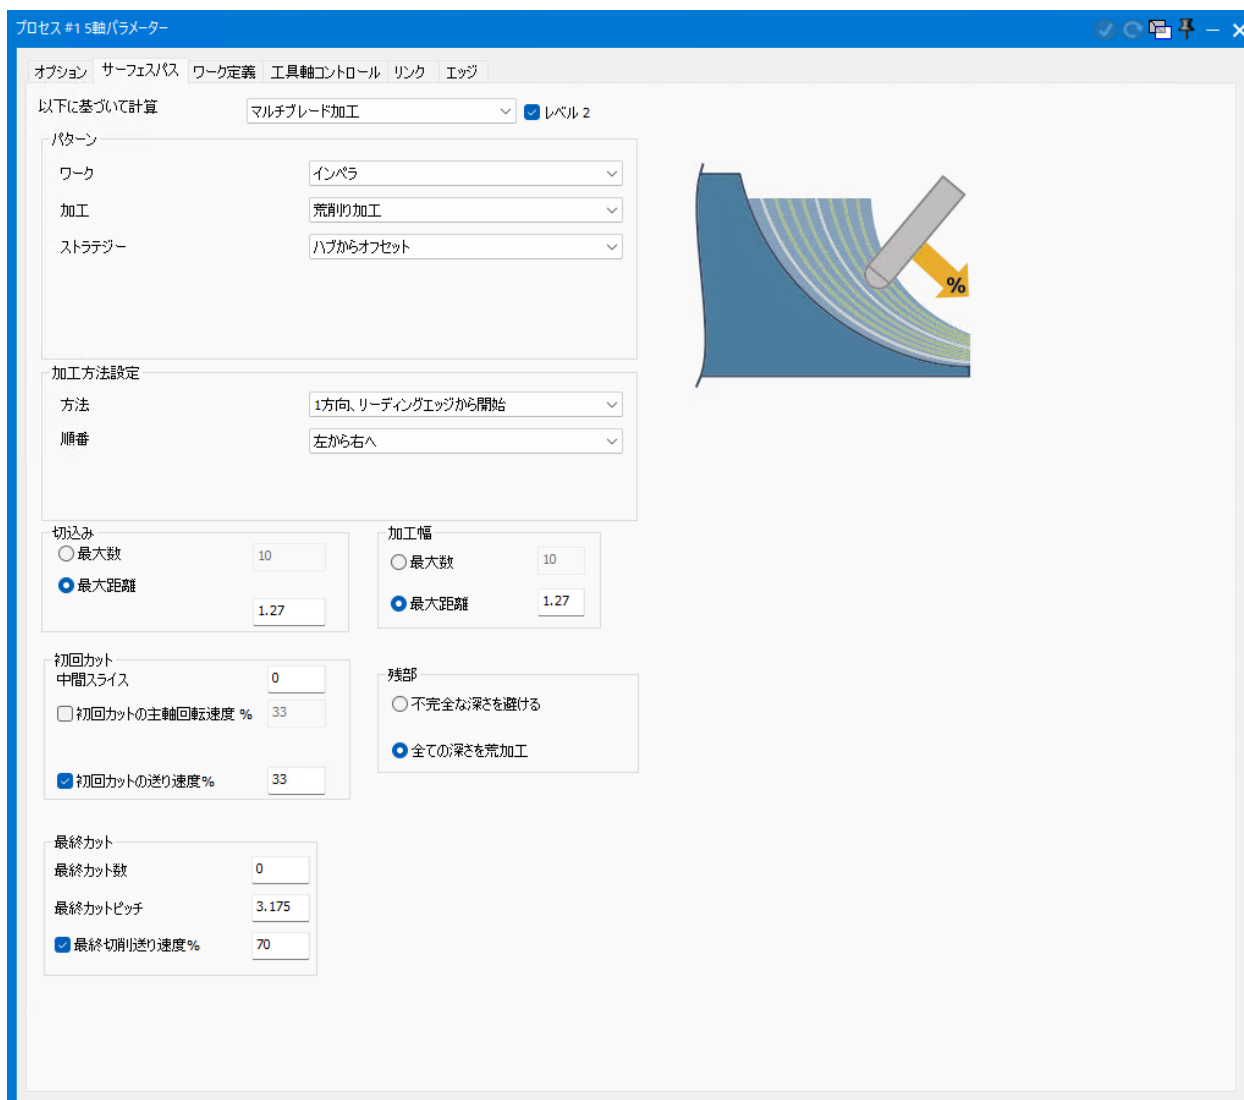 プロセス #1 5軸パラメーター
オプション サーフェスパス ワーク定義 工具軸コントロール リンク エッジ
以下に基づいて計算 マルチブレード加工 レベル 2
パターン
ワーク インペラ
加工 荒削り加工
ストラテジー ハブからオフセット
%
加工方法設定
方法 1方向、リーディングエッジから開始
順番 左から右へ
切込み
最大数 10
最大距離
1.27
加工幅
最大数 10
最大距離 1.27
初回カット
中間スライス 0
初回カットの主軸回転速度 % 33
初回カットの送り速度% 33
残部
不完全な深さを避ける
全ての深さを荒加工
最終カット
最終カット数 0
最終カットピッチ 3.175
最終切削送り速度% 70